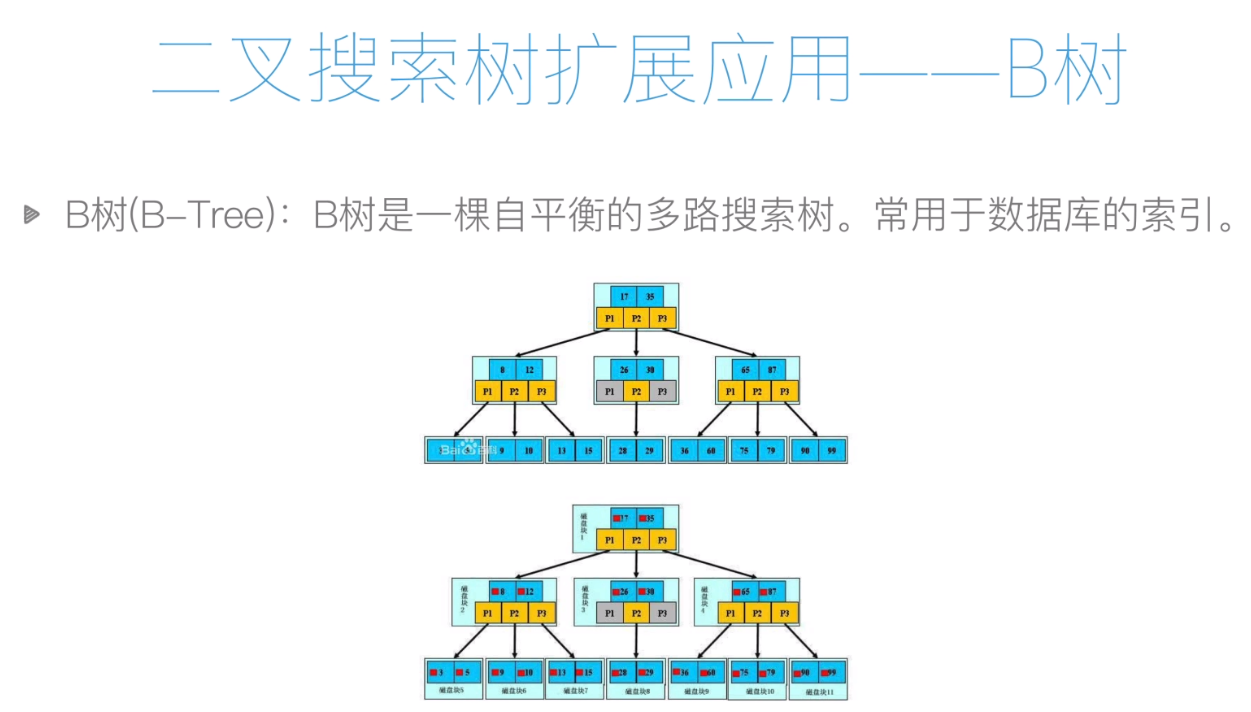 二叉搜索树扩展应用——B树
B树(B-Tree)：B树是一棵自平衡的多路搜索树。常用于数据库的索引。
17 35
P1 P2 P3
8 12
P1 P2 P3
26 30
P1 P2 P3
65 87
P1 P2 P3
9 10
13 15
28 29
36 60
75 79
90 99
磁盘块1
17 35
P1 P2 P3
磁盘块2
8 12
P1 P2 P3
磁盘块3
26 30
P1 P2 P3
磁盘块4
65 87
P1 P2 P3
3 5
磁盘块5
9 10
磁盘块6
13 15
磁盘块7
28 29
磁盘块8
36 60
磁盘块9
75 79
磁盘块10
90 99
磁盘块11